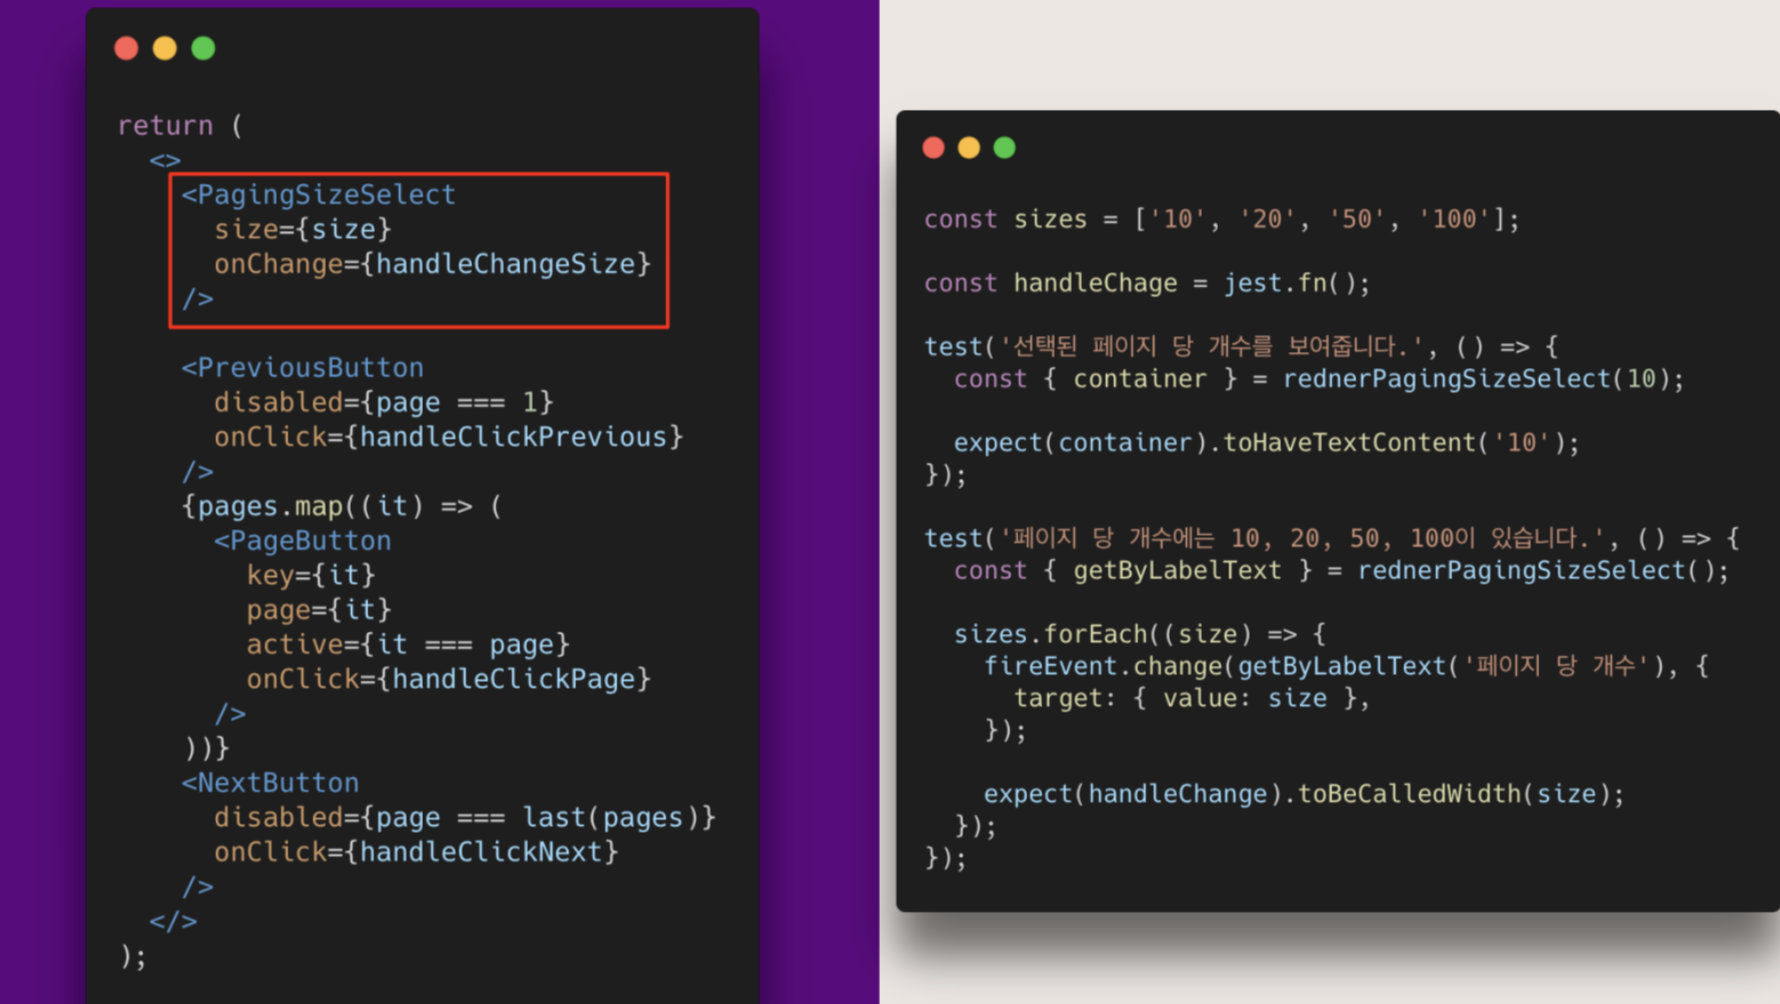 return (
  <>
    <PagingSizeSelect
      size={size}
      onChange={handleChangeSize}
    />
    <PreviousButton
      disabled={page === 1}
      onClick={handleClickPrevious}
    />
    {pages.map((it) => (
      <PageButton
        key={it}
        page={it}
        active={it === page}
        onClick={handleClickPage}
      />
    ))}
    <NextButton
      disabled={page === last(pages)}
      onClick={handleClickNext}
    />
  </>
);
const sizes = ['10', '20', '50', '100'];
const handleChage = jest.fn();
test('선택된 페이지 당 개수를 보여줍니다.', () => {
  const { container } = rednerPagingSizeSelect(10);
  expect(container).toHaveTextContent('10');
});
test('페이지 당 개수에는 10, 20, 50, 100이 있습니다.', () => {
  const { getByLabelText } = rednerPagingSizeSelect();
  sizes.forEach((size) => {
    fireEvent.change(getByLabelText('페이지 당 개수'), {
      target: { value: size },
    });
    expect(handleChange).toBeCalledWidth(size);
  });
});